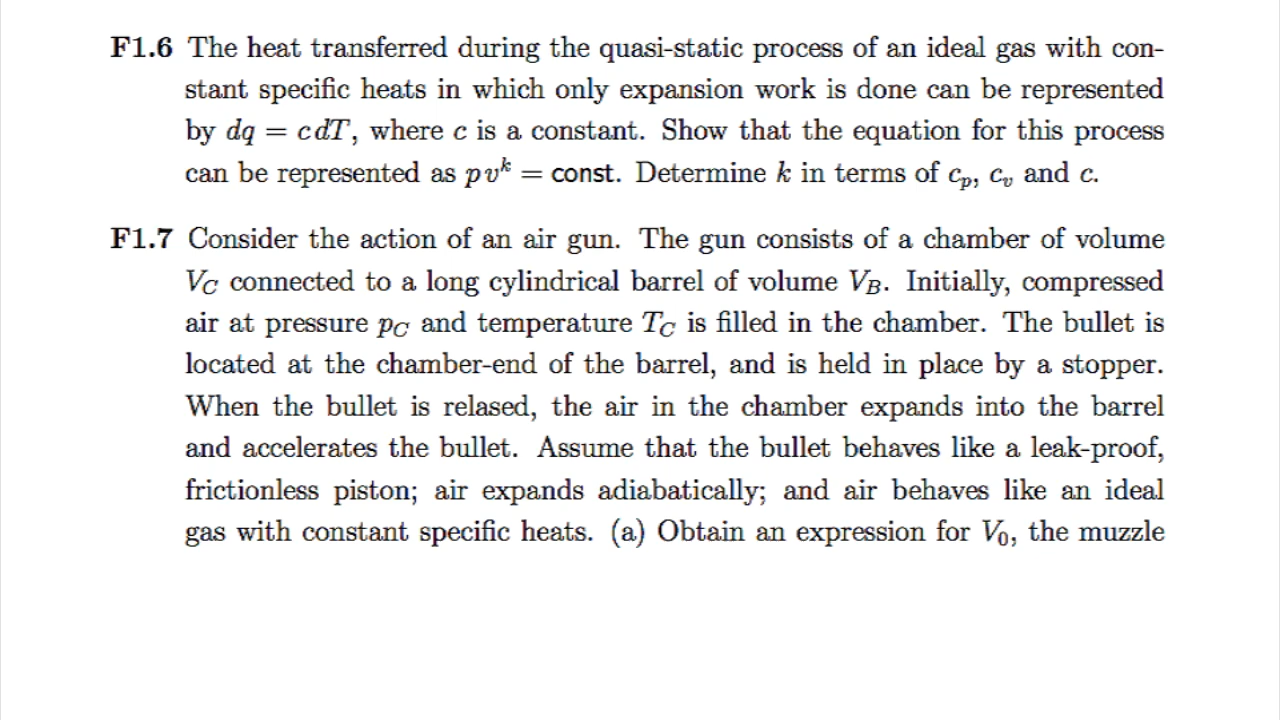 F1.6 The heat transferred during the quasi-static process of an ideal gas with con-
stant specific heats in which only expansion work is done can be represented
by dq = c dT, where c is a constant. Show that the equation for this process
can be represented as p v^k = const. Determine k in terms of c_p, c_v and c.
F1.7 Consider the action of an air gun. The gun consists of a chamber of volume
V_C connected to a long cylindrical barrel of volume V_B. Initially, compressed
air at pressure p_C and temperature T_C is filled in the chamber. The bullet is
located at the chamber-end of the barrel, and is held in place by a stopper.
When the bullet is relased, the air in the chamber expands into the barrel
and accelerates the bullet. Assume that the bullet behaves like a leak-proof,
frictionless piston; air expands adiabatically; and air behaves like an ideal
gas with constant specific heats. (a) Obtain an expression for V_0, the muzzle